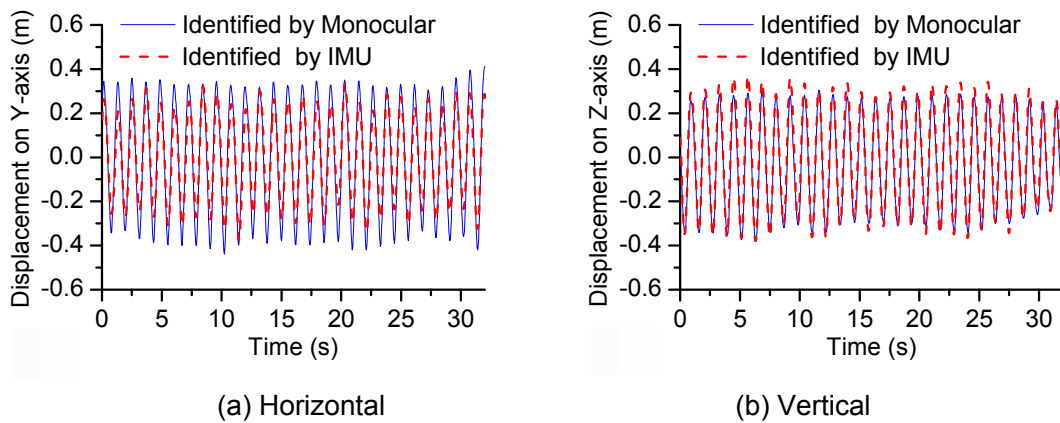 Displacement on Y-axis (m)
0.6
0.4
0.2
0.0
-0.2
-0.4
-0.6
Identified by Monocular
Identified by IMU
0 5 10 15 20 25 30
Time (s)
(a) Horizontal
Displacement on Z-axis (m)
0.6
0.4
0.2
0.0
-0.2
-0.4
-0.6
Identified by Monocular
Identified by IMU
0 5 10 15 20 25 30
Time (s)
(b) Vertical